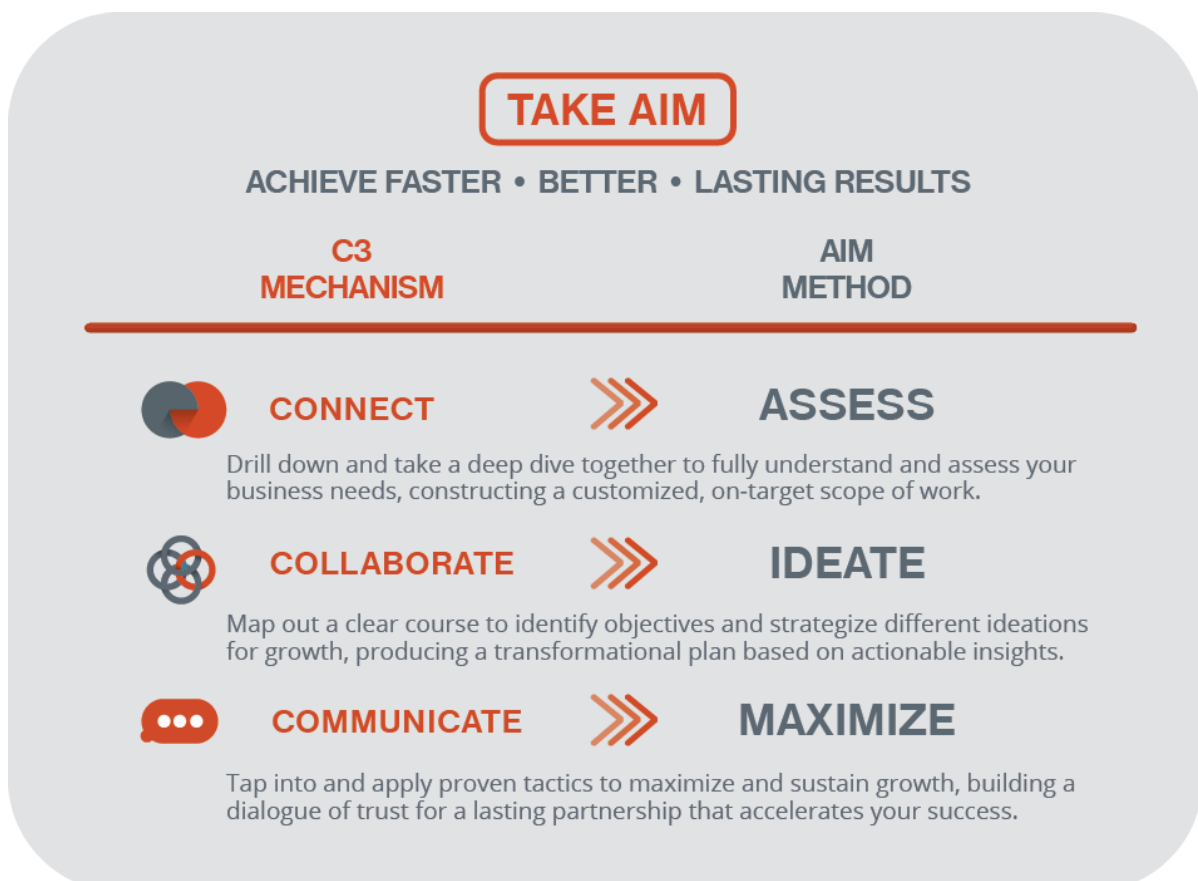 TAKE AIM
ACHIEVE FASTER • BETTER • LASTING RESULTS
C3
MECHANISM
AIM
METHOD
CONNECT
ASSESS
Drill down and take a deep dive together to fully understand and assess your
business needs, constructing a customized, on-target scope of work.
COLLABORATE
IDEATE
Map out a clear course to identify objectives and strategize different ideations
for growth, producing a transformational plan based on actionable insights.
COMMUNICATE
MAXIMIZE
Tap into and apply proven tactics to maximize and sustain growth, building a
dialogue of trust for a lasting partnership that accelerates your success.